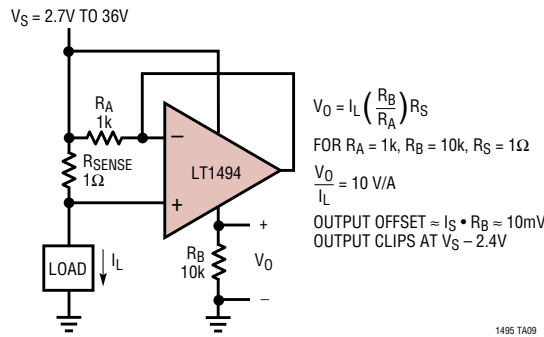 V_S = 2.7V TO 36V
R_A
1k
R_SENSE
1Ω
–
+
LT1494
LOAD
I_L
R_B
10k
+
V_O
–
V_O = I_L (R_B/R_A) R_S
FOR R_A = 1k, R_B = 10k, R_S = 1Ω
V_O/I_L = 10 V/A
OUTPUT OFFSET ≈ I_S • R_B ≈ 10mV
OUTPUT CLIPS AT V_S – 2.4V
1495 TA09